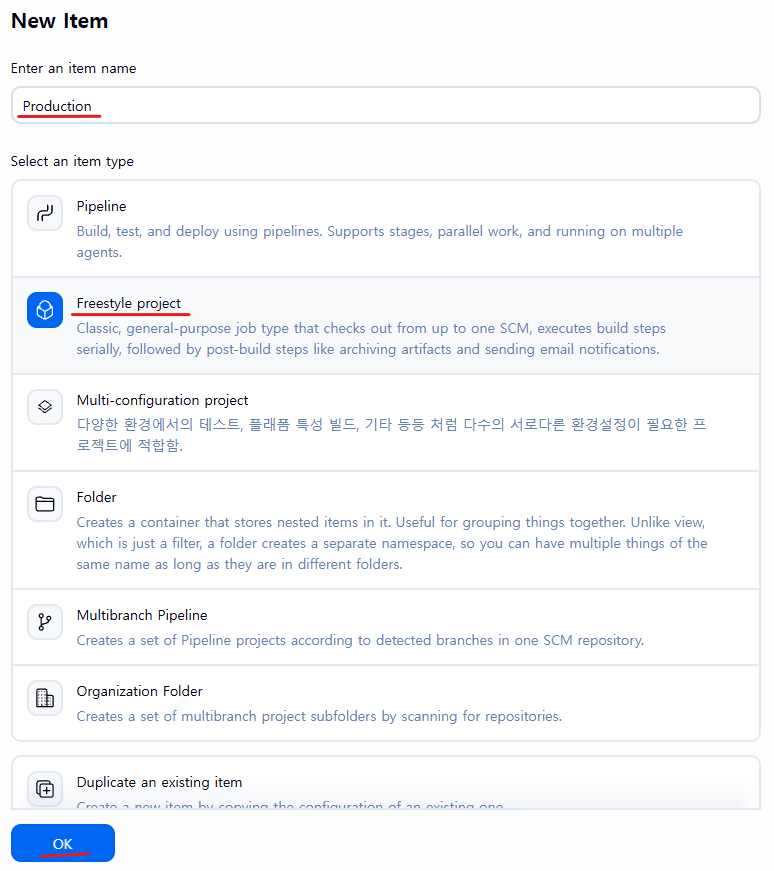 New Item
Enter an item name
Production
Select an item type
Pipeline
Build, test, and deploy using pipelines. Supports stages, parallel work, and running on multiple
agents.
Freestyle project
Classic, general-purpose job type that checks out from up to one SCM, executes build steps
serially, followed by post-build steps like archiving artifacts and sending email notifications.
Multi-configuration project
다양한 환경에서의 테스트, 플래폼 특성 빌드, 기타 등등 처럼 다수의 서로다른 환경설정이 필요한 프
로젝트에 적합함.
Folder
Creates a container that stores nested items in it. Useful for grouping things together. Unlike view,
which is just a filter, a folder creates a separate namespace, so you can have multiple things of the
same name as long as they are in different folders.
Multibranch Pipeline
Creates a set of Pipeline projects according to detected branches in one SCM repository.
Organization Folder
Creates a set of multibranch project subfolders by scanning for repositories.
Duplicate an existing item
Create a new item by copying the configuration of an existing one
OK